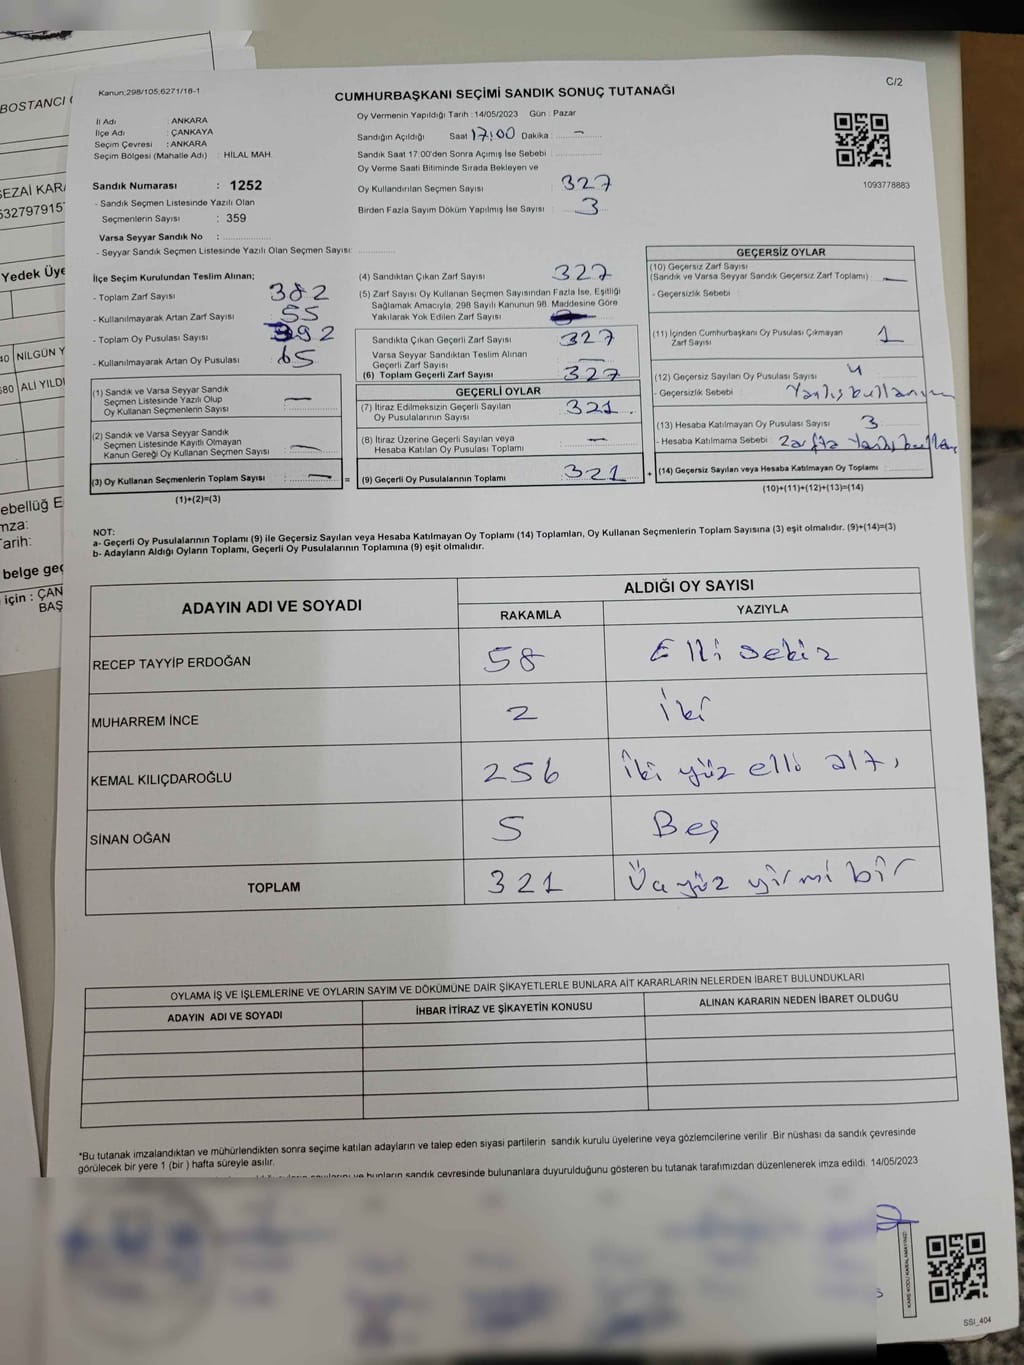 BOSTANCI
Kanun:298/105,6271/18-1
C/2
CUMHURBAŞKANI SEÇİMİ SANDIK SONUÇ TUTANAĞI
İl Adı : ANKARA
İlçe Adı : ÇANKAYA
Seçim Çevresi : ANKARA
Seçim Bölgesi (Mahalle Adı) : HİLAL MAH.
Sandık Numarası : 1252
- Sandık Seçmen Listesinde Yazılı Olan
Seçmenlerin Sayısı : 359
Varsa Seyyar Sandık No :
- Seyyar Sandık Seçmen Listesinde Yazılı Olan Seçmen Sayısı:
Oy Vermenin Yapıldığı Tarih :14/05/2023 Gün : Pazar
Sandığın Açıldığı Saat 17:00 Dakika : -
Sandık Saat 17:00'den Sonra Açımış İse Sebebi :
Oy Verme Saati Bitiminde Sırada Bekleyen ve
Oy Kullandırılan Seçmen Sayısı : 327
Birden Fazla Sayım Döküm Yapılmış İse Sayısı : 3
1093778883
İlçe Seçim Kurulundan Teslim Alınan;
- Toplam Zarf Sayısı : 382
- Kullanılmayarak Artan Zarf Sayısı : 55
- Toplam Oy Pusulası Sayısı : 392
- Kullanılmayarak Artan Oy Pusulası : 65
(1) Sandık ve Varsa Seyyar Sandık
Seçmen Listesinde Yazılı Olup
Oy Kullanan Seçmenlerin Sayısı : -
(2) Sandık ve Varsa Seyyar Sandık
Seçmen Listesinde Kayıtlı Olmayan
Kanun Gereği Oy Kullanan Seçmen Sayısı : -
(3) Oy Kullanan Seçmenlerin Toplam Sayısı : -
(1)+(2)=(3)
(4) Sandıktan Çıkan Zarf Sayısı 327
(5) Zarf Sayısı Oy Kullanan Seçmen Sayısından Fazla İse, Eşitliği
Sağlamak Amacıyla, 298 Sayılı Kanunun 98. Maddesine Göre
Yakılarak Yok Edilen Zarf Sayısı :
Sandıkta Çıkan Geçerli Zarf Sayısı : 327
Varsa Seyyar Sandıktan Teslim Alınan
Geçerli Zarf Sayısı : -
(6) Toplam Geçerli Zarf Sayısı : 327
GEÇERLİ OYLAR
(7) İtiraz Edilmeksizin Geçerli Sayılan
Oy Pusulalarının Sayısı : 321
(8) İtiraz Üzerine Geçerli Sayılan veya
Hesaba Katılan Oy Pusulası Toplamı : -
= (9) Geçerli Oy Pusulalarının Toplamı : 321
GEÇERSİZ OYLAR
(10) Geçersiz Zarf Sayısı
(Sandık ve Varsa Seyyar Sandık Geçersiz Zarf Toplamı) : -
- Geçersizlik Sebebi :
(11) İçinden Cumhurbaşkanı Oy Pusulası Çıkmayan
Zarf Sayısı : 1
(12) Geçersiz Sayılan Oy Pusulası Sayısı : 4
- Geçersizlik Sebebi : Yanlış kullanım
(13) Hesaba Katılmayan Oy Pusulası Sayısı : 3
- Hesaba Katılmama Sebebi : Zarfta Yanlış
+ (14) Geçersiz Sayılan veya Hesaba Katılmayan Oy Toplamı :
(10)+(11)+(12)+(13)=(14)
NOT:
a- Geçerli Oy Pusulalarının Toplamı (9) ile Geçersiz Sayılan veya Hesaba Katılmayan Oy Toplamı (14) Toplamları, Oy Kullanan Seçmenlerin Toplam Sayısına (3) eşit olmalıdır. (9)+(14)=(3)
b- Adayların Aldığı Oyların Toplamı, Geçerli Oy Pusulalarının Toplamına (9) eşit olmalıdır.
ADAYIN ADI VE SOYADI ALDIĞI OY SAYISI
RAKAMLA YAZIYLA
RECEP TAYYİP ERDOĞAN 58 Elli sekiz
MUHARREM İNCE 2 İki
KEMAL KILIÇDAROĞLU 256 İki yüz elli altı
SİNAN OĞAN 5 Beş
TOPLAM 321 Üç yüz yirmi bir
OYLAMA İŞ VE İŞLEMLERİNE VE OYLARIN SAYIM VE DÖKÜMÜNE DAİR ŞİKAYETLERLE BUNLARA AİT KARARLARIN NELERDEN İBARET BULUNDUKLARI
ADAYIN ADI VE SOYADI İHBAR İTİRAZ VE ŞİKAYETİN KONUSU ALINAN KARARIN NEDEN İBARET OLDUĞU
*Bu tutanak imzalandıktan ve mühürlendikten sonra seçime katılan adayların ve talep eden siyasi partilerin sandık kurulu üyelerine veya gözlemcilerine verilir .Bir nüshası da sandık çevresinde
görülecek bir yere 1 (bir ) hafta süreyle asılır.
ve bunların sandık çevresinde bulunanlara duyurulduğunu gösteren bu tutanak tarafımızdan düzenlenerek imza edildi. 14/05/2023
KARE KODU KARALAMAYINIZ!
SSI_404
SEZAİ KAR
Yedek Üye
NİLGÜN Y
ALİ YILDI
belge geç
için : ÇAN
BAŞ